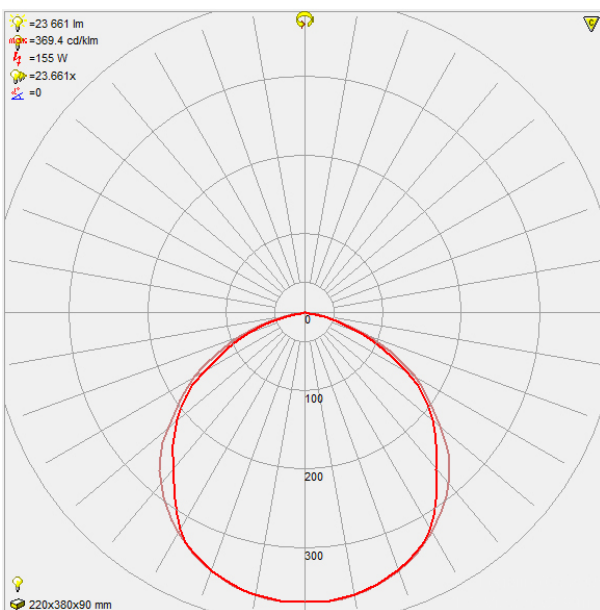 =23 661 lm
=369.4 cd/klm
=155 W
=23.661x
=0
C
0
100
200
300
220x380x90 mm